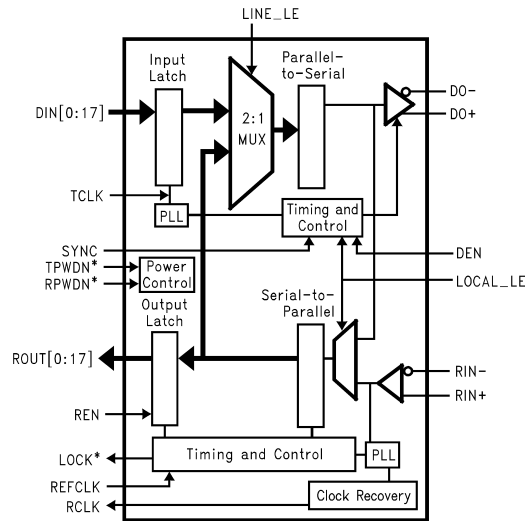 LINE_LE
Input
Latch
Parallel-
to-Serial
DIN[0:17]
2:1
MUX
DO-
DO+
TCLK
PLL
Timing and
Control
SYNC
DEN
TPWDN*
RPWDN*
Power
Control
LOCAL_LE
Output
Latch
Serial-to-
Parallel
ROUT[0:17]
RIN-
RIN+
REN
LOCK*
Timing and Control
PLL
REFCLK
RCLK
Clock Recovery